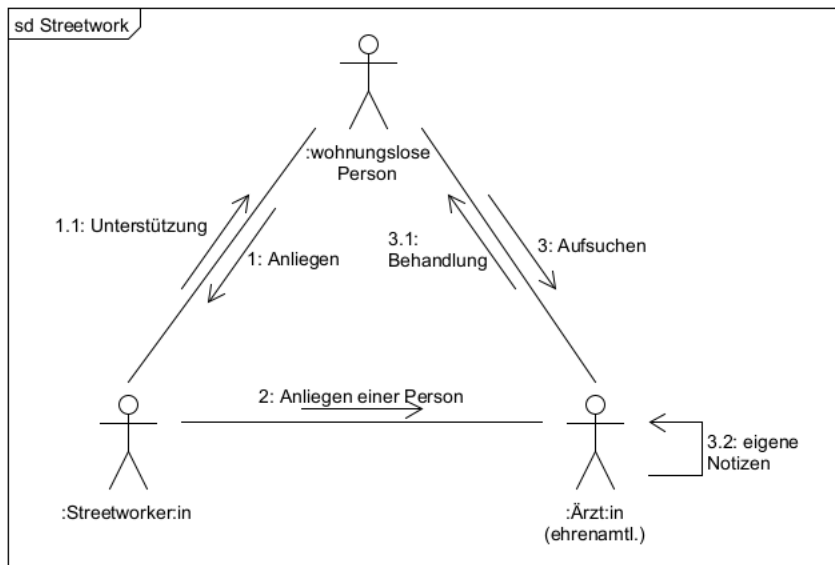 sd Streetwork
:wohnungslose
Person
1.1: Unterstützung
1: Anliegen
3.1:
Behandlung
3: Aufsuchen
2: Anliegen einer Person
3.2: eigene
Notizen
:Streetworker:in
:Ärzt:in
(ehrenamtl.)